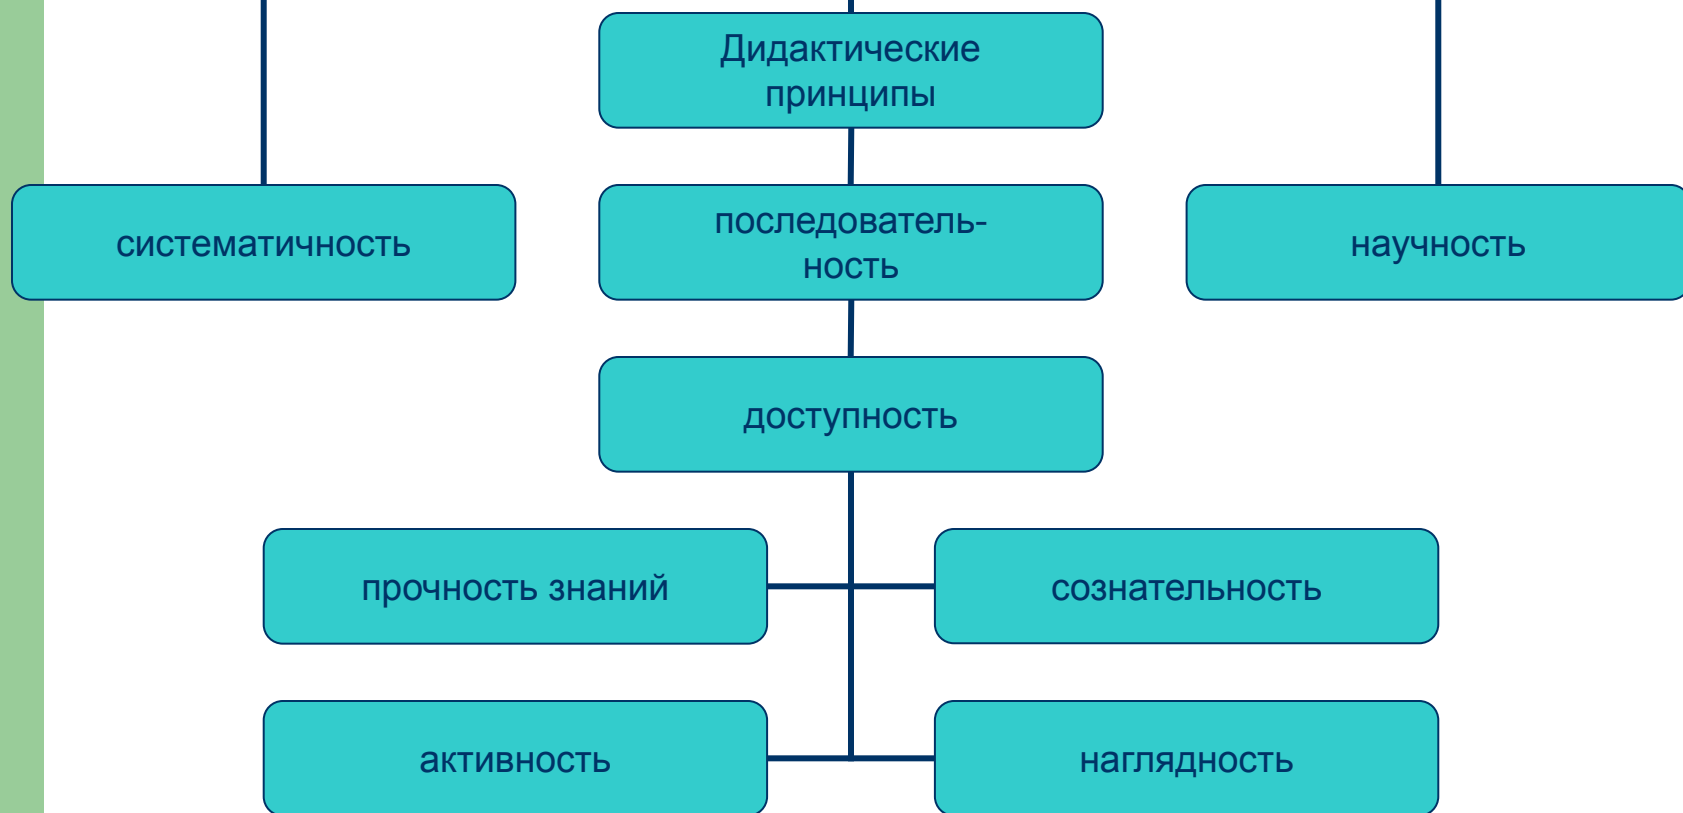 Дидактические
принципы
систематичность
последователь-
ность
научность
доступность
прочность знаний
сознательность
активность
наглядность